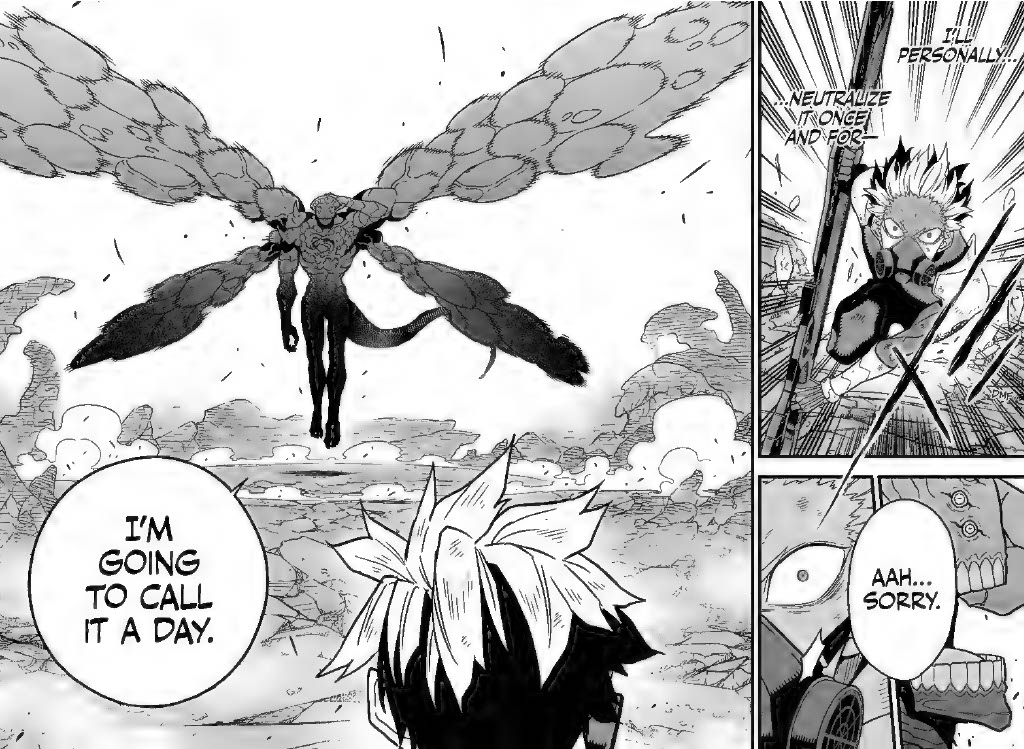 I'LL
PERSONALLY...
...NEUTRALIZE
IT ONCE
AND FOR—
AAH...
SORRY.
I'M
GOING
TO CALL
IT A DAY.